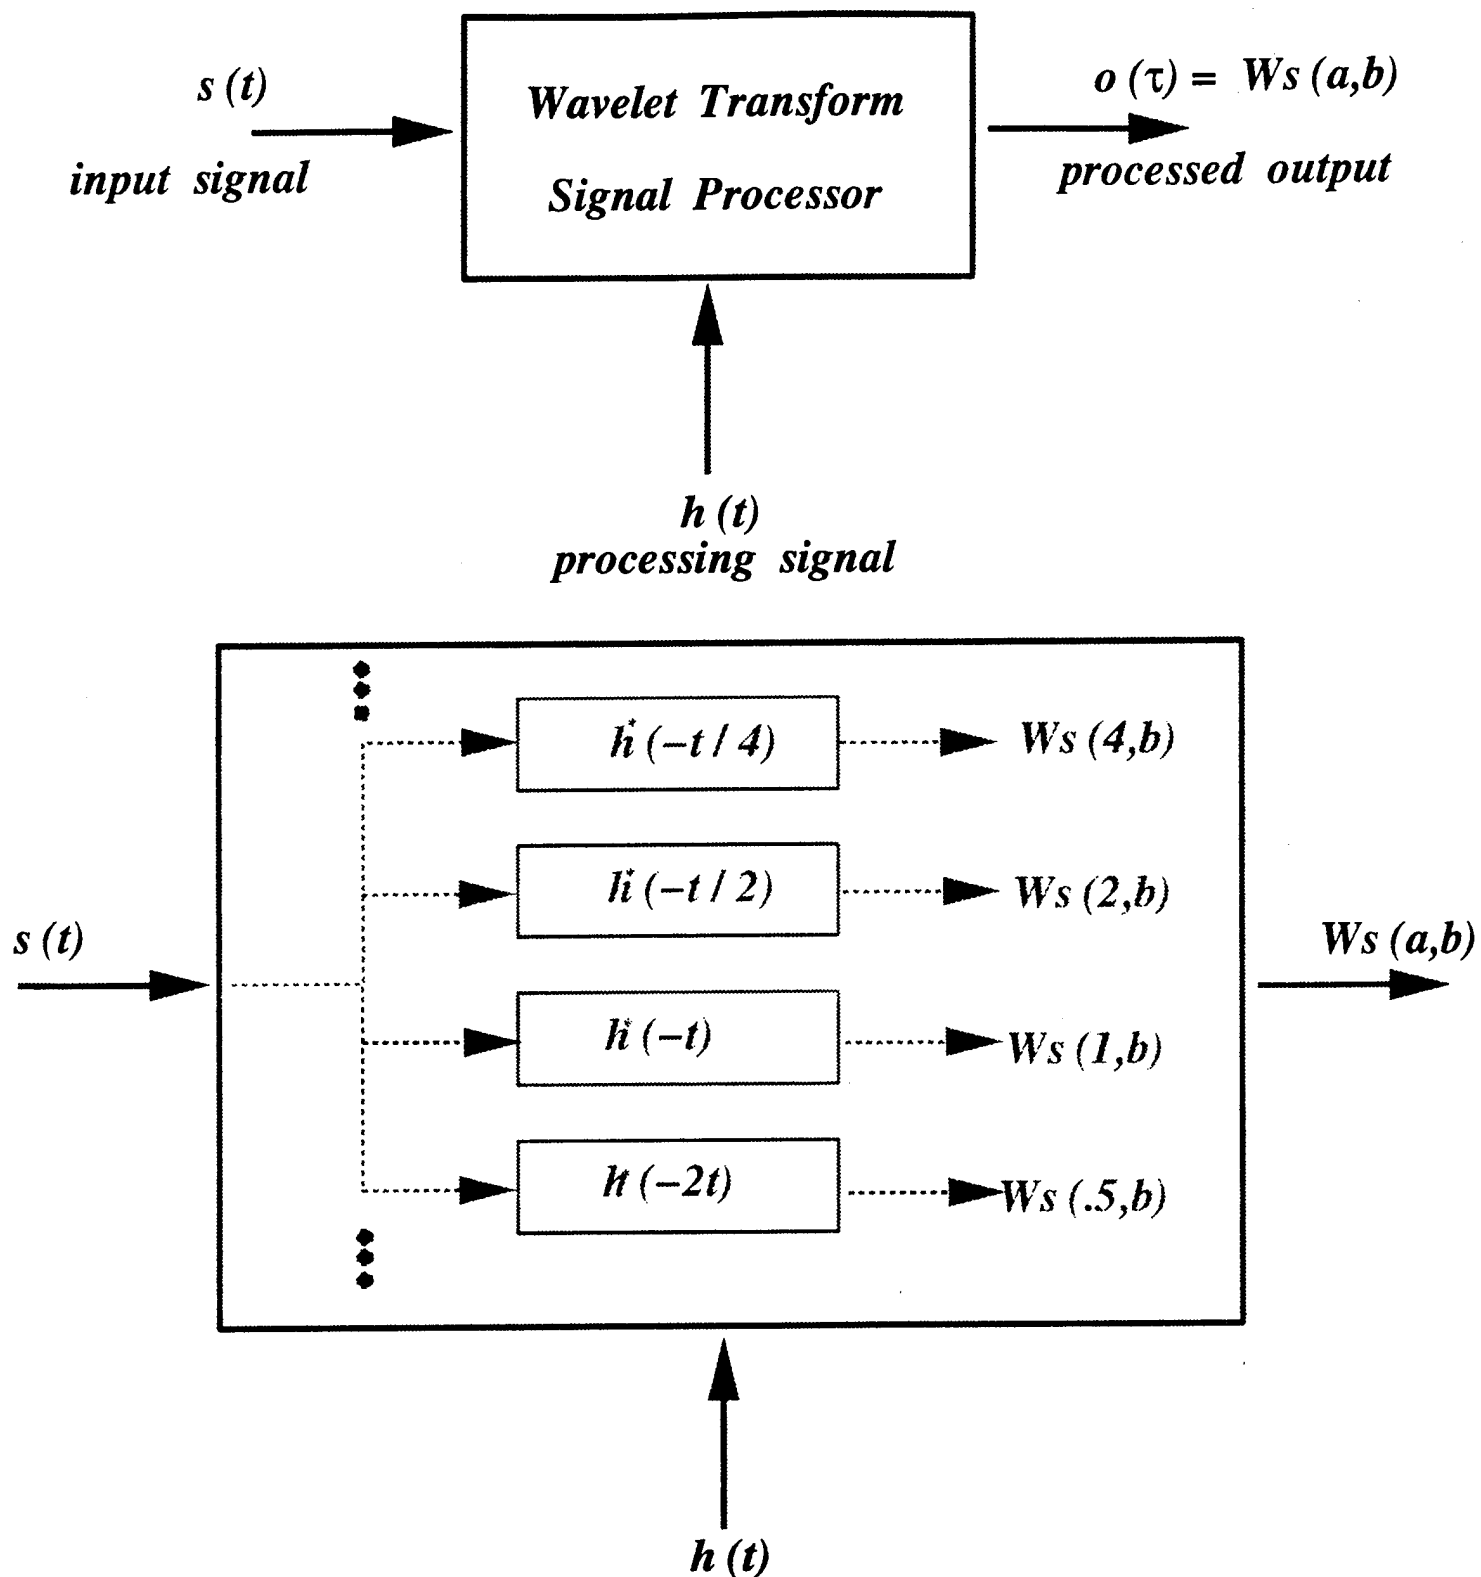 s (t)
input signal
Wavelet Transform
Signal Processor
o (τ) = Ws (a,b)
processed output
h (t)
processing signal
h* (−t / 4)
Ws (4,b)
h* (−t / 2)
Ws (2,b)
s (t)
Ws (a,b)
h* (−t)
Ws (1,b)
h* (−2t)
Ws (.5,b)
h (t)